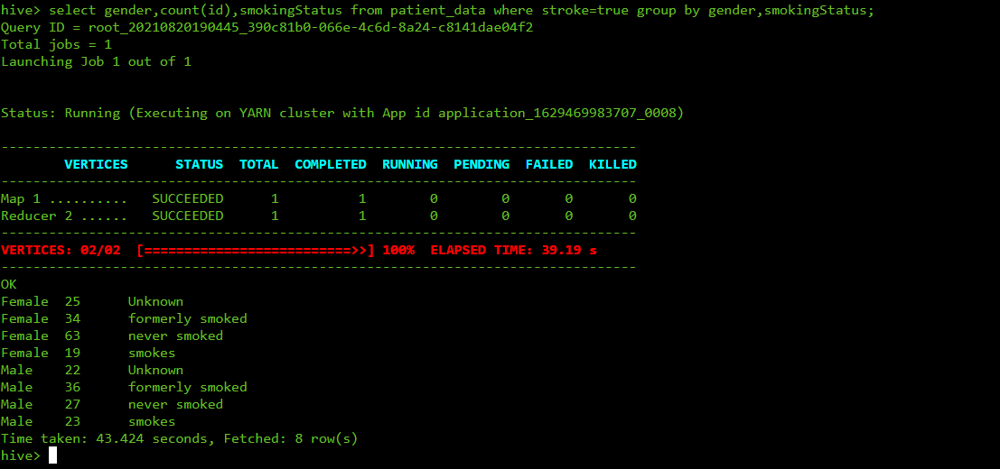 hive> select gender,count(id),smokingStatus from patient_data where stroke=true group by gender,smokingStatus;
Query ID = root_20210820190445_390c81b0-066e-4c6d-8a24-c8141dae04f2
Total jobs = 1
Launching Job 1 out of 1
Status: Running (Executing on YARN cluster with App id application_1629469983707_0008)
--------------------------------------------------------------------------------
VERTICES STATUS TOTAL COMPLETED RUNNING PENDING FAILED KILLED
--------------------------------------------------------------------------------
Map 1 .......... SUCCEEDED 1 1 0 0 0 0
Reducer 2 ...... SUCCEEDED 1 1 0 0 0 0
--------------------------------------------------------------------------------
VERTICES: 02/02 [==========================>>] 100% ELAPSED TIME: 39.19 s
--------------------------------------------------------------------------------
OK
Female 25 Unknown
Female 34 formerly smoked
Female 63 never smoked
Female 19 smokes
Male 22 Unknown
Male 36 formerly smoked
Male 27 never smoked
Male 23 smokes
Time taken: 43.424 seconds, Fetched: 8 row(s)
hive>